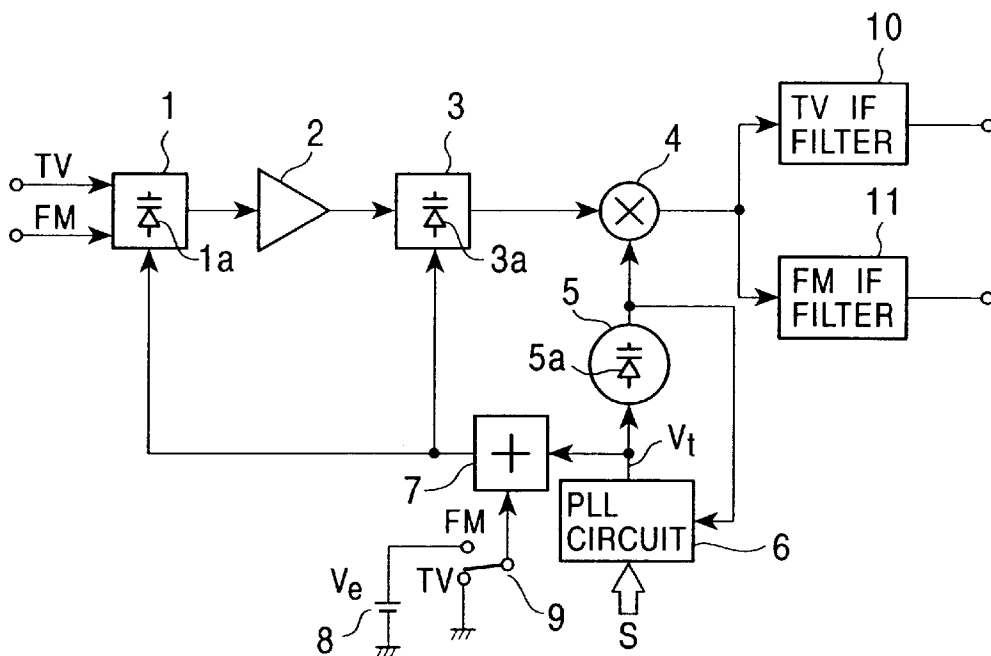 10
TV IF
FILTER
1
2
3
4
TV
FM
1a
3a
11
FM IF
FILTER
5
5a
Vt
7
+
PLL
CIRCUIT
6
FM
TV
Ve
8
9
S